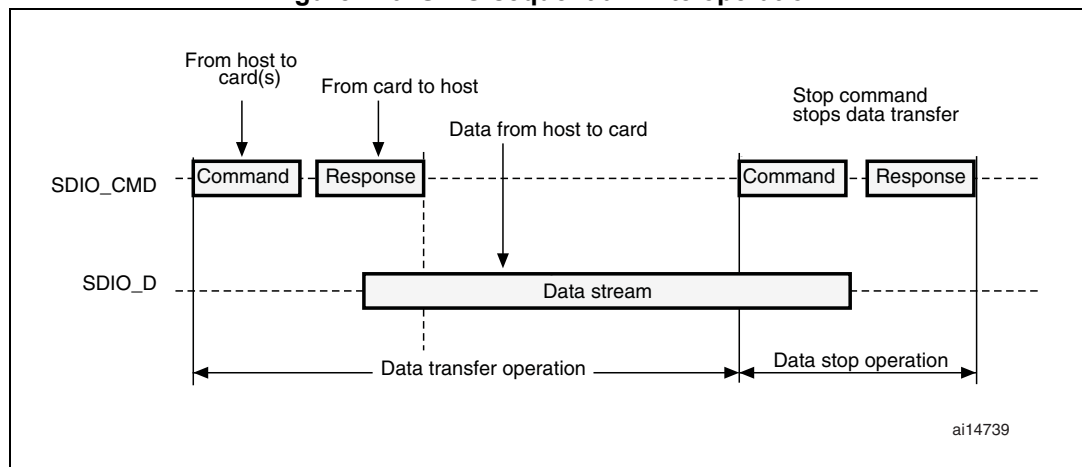 From host to
card(s)
From card to host
Data from host to card
Stop command
stops data transfer
SDIO_CMD
Command
Response
Command
Response
SDIO_D
Data stream
Data transfer operation
Data stop operation
ai14739